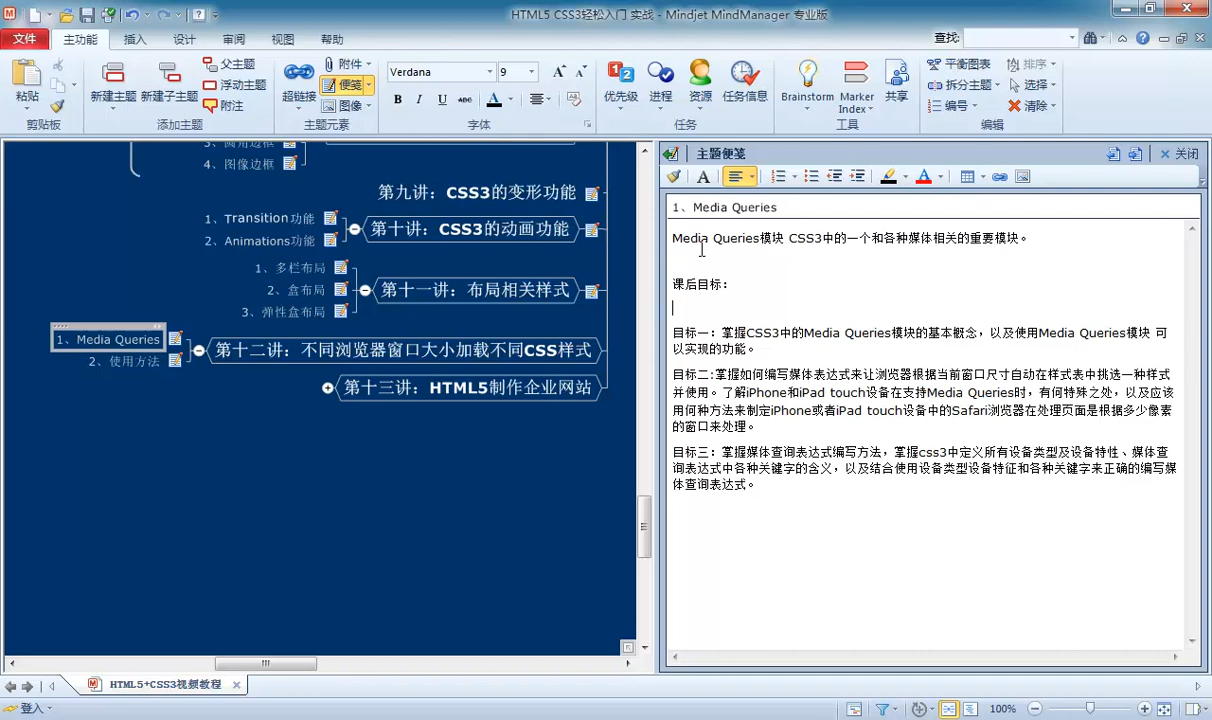 HTML5 CSS3轻松入门 实战 - Mindjet MindManager 专业版
文件 主功能 插入 设计 审阅 视图 帮助 查找:
粘贴
剪贴板
新建主题 新建子主题
父主题
浮动主题
附注
添加主题
超链接
附件
便笺
图像
主题元素
Verdana 9
B I U abc A
字体
优先级 进程 资源 任务信息
任务
Brainstorm Marker Index 共享
工具
平衡图表 排序
拆分主题 选择
编号 清除
编辑
3、圆角边框
4、图像边框
第九讲：CSS3的变形功能
1、Transition功能
2、Animations功能
第十讲：CSS3的动画功能
1、多栏布局
2、盒布局
3、弹性盒布局
第十一讲：布局相关样式
1、Media Queries
2、使用方法
第十二讲：不同浏览器窗口大小加载不同CSS样式
第十三讲：HTML5制作企业网站
主题便笺 关闭
1、Media Queries
Media Queries模块 CSS3中的一个和各种媒体相关的重要模块。
课后目标：
目标一：掌握CSS3中的Media Queries模块的基本概念，以及使用Media Queries模块 可
以实现的功能。
目标二:掌握如何编写媒体表达式来让浏览器根据当前窗口尺寸自动在样式表中挑选一种样式
并使用。了解iPhone和iPad touch设备在支持Media Queries时，有何特殊之处，以及应该
用何种方法来制定iPhone或者iPad touch设备中的Safari浏览器在处理页面是根据多少像素
的窗口来处理。
目标三：掌握媒体查询表达式编写方法，掌握css3中定义所有设备类型及设备特性、媒体查
询表达式中各种关键字的含义，以及结合使用设备类型设备特征和各种关键字来正确的编写媒
体查询表达式。
HTML5+CSS3视频教程
登入 100%